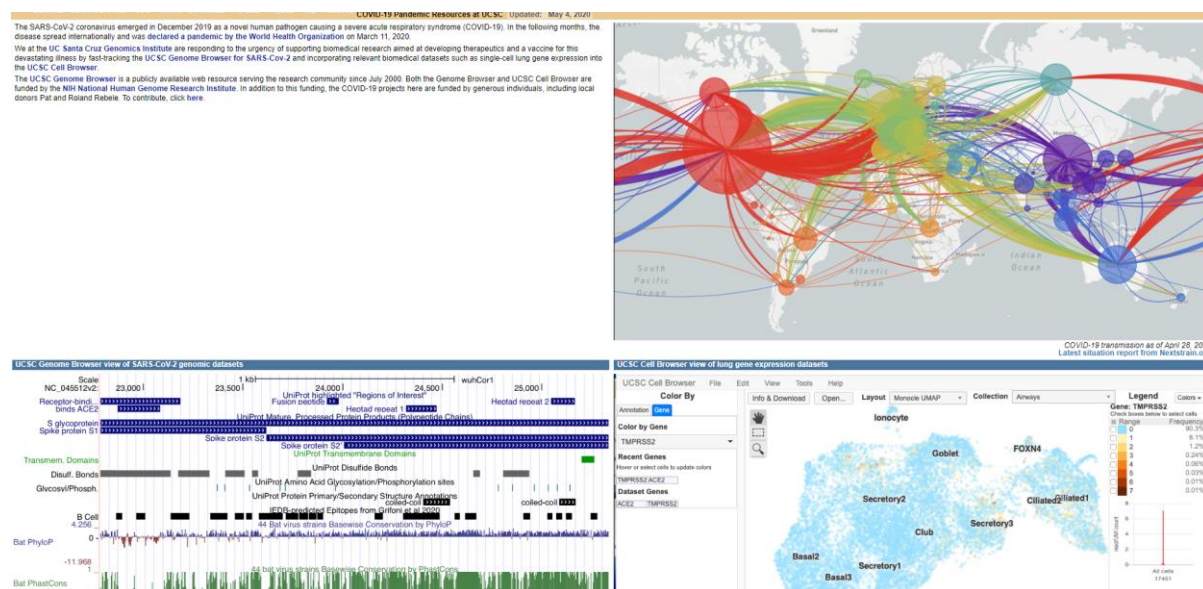 COVID-19 Pandemic Resources at UCSC Updated: May 4, 2020
The SARS-CoV-2 coronavirus emerged in December 2019 as a novel human pathogen causing a severe acute respiratory syndrome (COVID-19). In the following months, the
disease spread internationally and was declared a pandemic by the World Health Organization on March 11, 2020.
We at the UC Santa Cruz Genomics Institute are responding to the urgency of supporting biomedical research aimed at developing therapeutics and a vaccine for this
devastating illness by fast-tracking the UCSC Genome Browser for SARS-Cov-2 and incorporating relevant biomedical datasets such as single-cell lung gene expression into
the UCSC Cell Browser.
The UCSC Genome Browser is a publicly available web resource serving the research community since July 2000. Both the Genome Browser and UCSC Cell Browser are
funded by the NIH National Human Genome Research Institute. In addition to this funding, the COVID-19 projects here are funded by generous individuals, including local
donors Pat and Roland Rebele. To contribute, click here.
Greenland
South
Pacific
Ocean
South
Atlantic
Ocean
Indian
Ocean
COVID-19 transmission as of April 28, 20
Latest situation report from Nextstrain.o
UCSC Genome Browser view of SARS-CoV-2 genomic datasets
Scale 1 kb wuhCor1
NC_045512v2: 23,000 23,500 24,000 24,500 25,000
UniProt highlighted "Regions of Interest"
Receptor-bindi... Fusion peptide Heptad repeat 2
binds ACE2 Heptad repeat 1
UniProt Mature, Processed Protein Products (Polypeptide Chains)
S glycoprotein
Spike protein S1
Spike protein S2
Spike protein S2'
UniProt Transmembrane Domains
Transmem. Domains
UniProt Disulfide Bonds
Disulf. Bonds
UniProt Amino Acid Glycosylation/Phosphorylation sites
Glycosyl/Phosph.
UniProt Protein Primary/Secondary Structure Annotations
coiled-coil coiled-coil
IEDB-predicted Epitopes from Grifoni et al 2020
B Cell
44 Bat virus strains Basewise Conservation by PhyloP
4.256
Bat PhyloP 0
-11.968
44 bat virus strains Basewise Conservation by PhastCons
1
Bat PhastCons
UCSC Cell Browser view of lung gene expression datasets
UCSC Cell Browser File Edit View Tools Help
Color By
Annotation Gene
Color by Gene
TMPRSS2
Recent Genes
Hover or select cells to update colors
TMPRSS2 ACE2
Dataset Genes
ACE2 TMPRSS2
Info & Download Open... Layout Monocle UMAP Collection Airways
Ionocyte
Goblet
FOXN4
Secretory2
Ciliated2
Ciliated1
Secretory3
Club
Basal2
Secretory1
Basal3
Legend Colors
Gene: TMPRSS2
Check boxes below to select cells
Range Frequency
0 90.3%
1 8.1%
2 1.2%
3 0.24%
4 0.06%
5 0.03%
6 0.01%
7 0.01%
8
6
4
2
0
All cells
17451